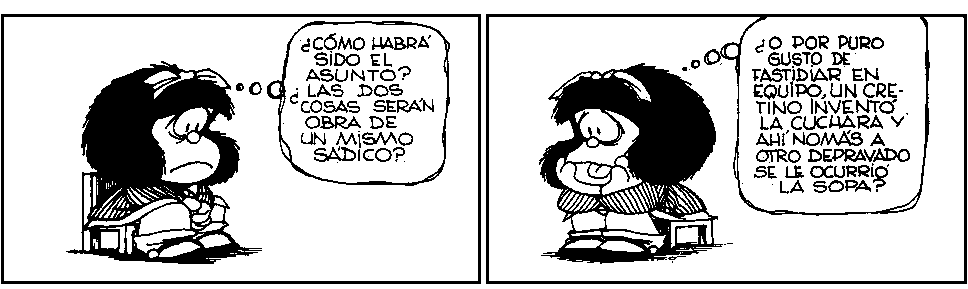 ¿CÓMO HABRÁ
SIDO EL
ASUNTO?
¿LAS DOS
COSAS SERÁN
OBRA DE
UN MISMO
SÁDICO?
¿O POR PURO
GUSTO DE
FASTIDIAR EN
EQUIPO, UN CRE-
TINO INVENTÓ
LA CUCHARA Y
AHÍ NOMÁS A
OTRO DEPRAVADO
SE LE OCURRIÓ
LA SOPA?